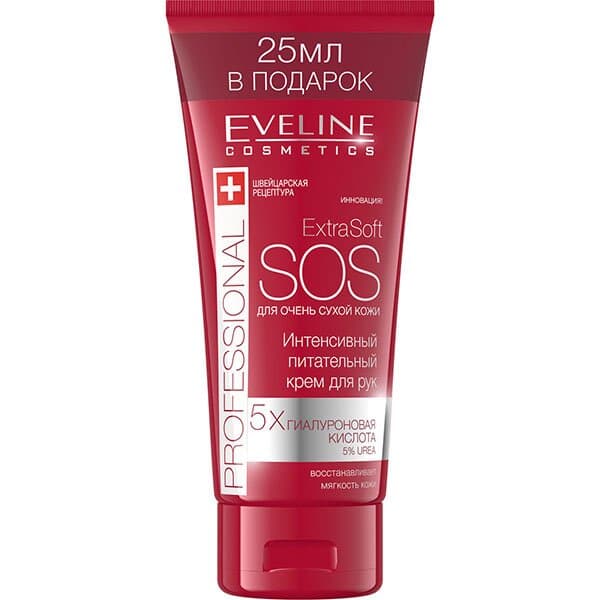 25МЛ
В ПОДАРОК
EVELINE
COSMETICS
ШВЕЙЦАРСКАЯ
РЕЦЕПТУРА
ИННОВАЦИЯ!
PROFESSIONAL
ExtraSoft
SOS
ДЛЯ ОЧЕНЬ СУХОЙ КОЖИ
Интенсивный
питательный
крем для рук
5X ГИАЛУРОНОВАЯ
КИСЛОТА
5% UREA
восстанавливает
мягкость кожи